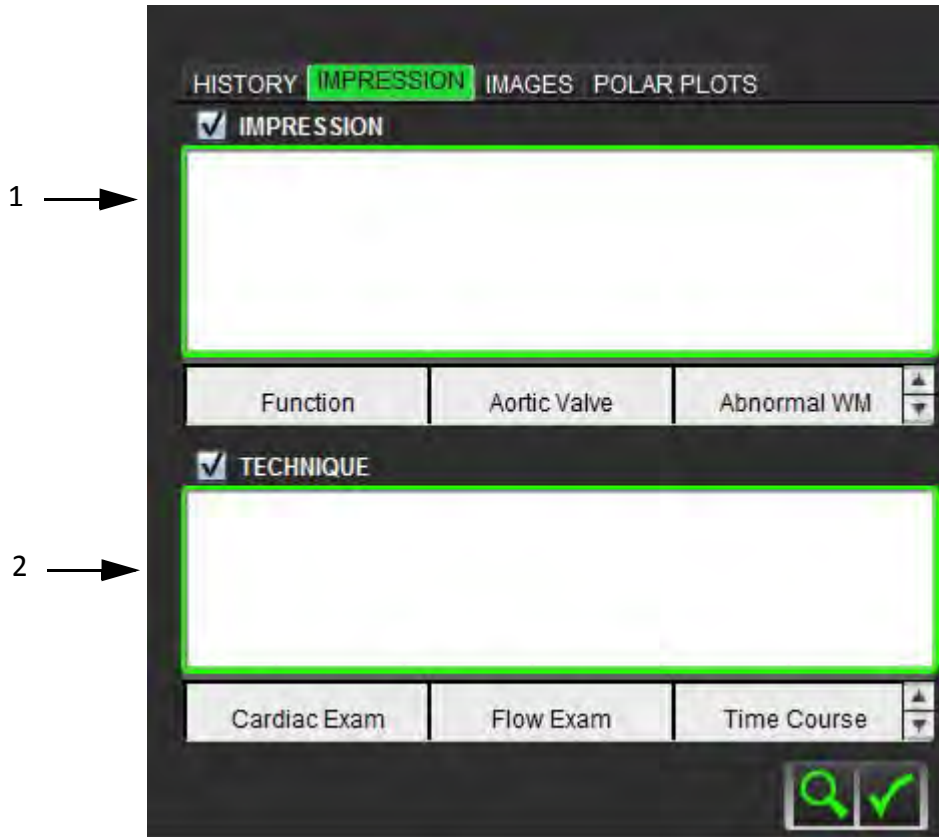 HISTORY IMPRESSION IMAGES POLAR PLOTS
IMPRESSION
1
Function Aortic Valve Abnormal WM
TECHNIQUE
2
Cardiac Exam Flow Exam Time Course